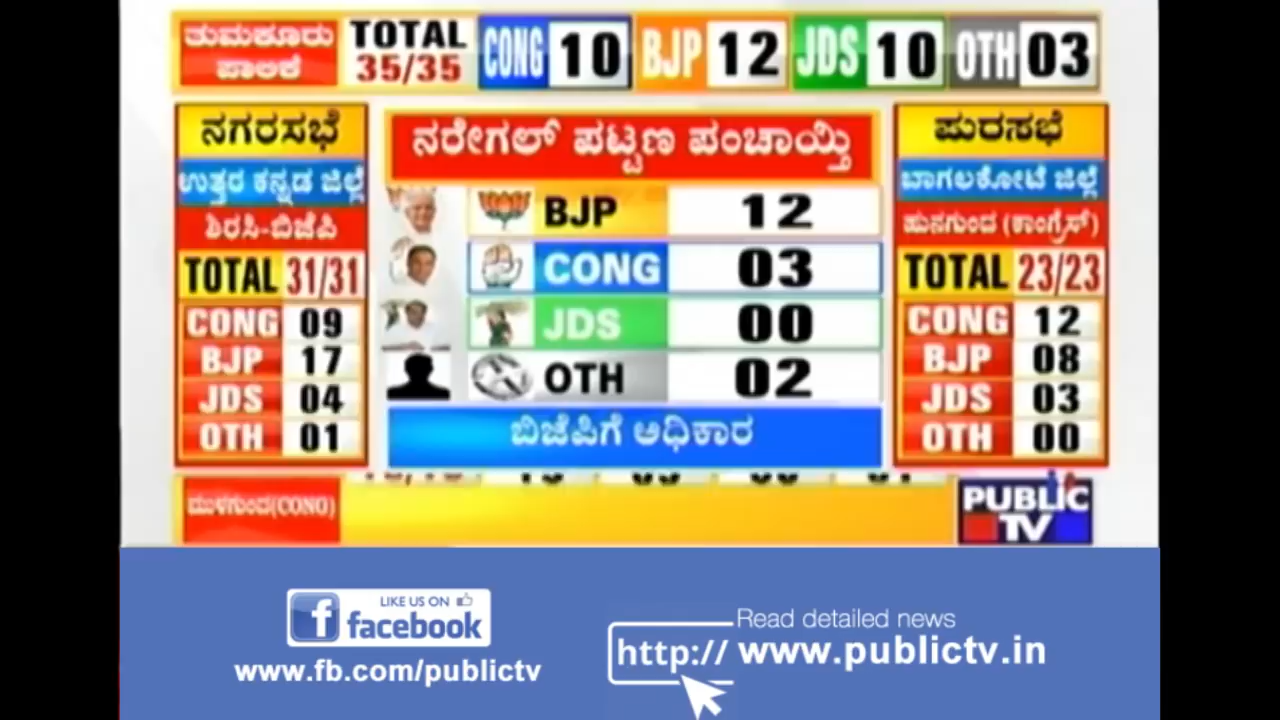 ತುಮಕೂರು
ಪಾಲಿಕೆ
TOTAL
35/35
CONG 10 BJP 12 JDS 10 OTH 03
ನಗರಸಭೆ
ಉತ್ತರ ಕನ್ನಡ ಜಿಲ್ಲೆ
ಶಿರಸಿ-ಬಿಜೆಪಿ
TOTAL 31/31
CONG 09
BJP 17
JDS 04
OTH 01
ನರೇಗಲ್ ಪಟ್ಟಣ ಪಂಚಾಯ್ತಿ
BJP 12
CONG 03
JDS 00
OTH 02
ಬಿಜೆಪಿಗೆ ಅಧಿಕಾರ
ಪುರಸಭೆ
ಬಾಗಲಕೋಟೆ ಜಿಲ್ಲೆ
ಹುನಗುಂದ (ಕಾಂಗ್ರೆಸ್)
TOTAL 23/23
CONG 12
BJP 08
JDS 03
OTH 00
ಮುಳಗುಂದ(CONG)
PUBLiC
TV
LIKE US ON
facebook
www.fb.com/publictv
Read detailed news
http:// www.publictv.in